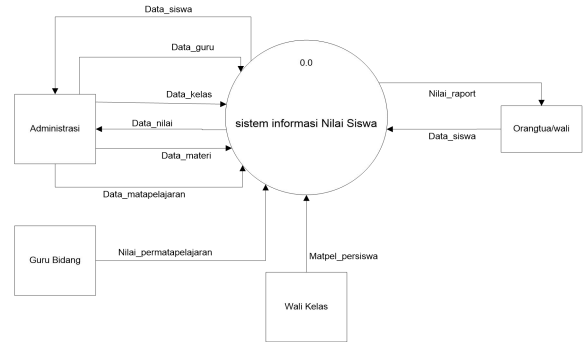 Data_siswa
Data_guru
0.0
Data_kelas
Nilai_raport
Administrasi
Data_nilai
sistem informasi Nilai Siswa
Data_siswa
Orangtua/wali
Data_materi
Data_matapelajaran
Guru Bidang
Nilai_permatapelajaran
Matpel_persiswa
Wali Kelas